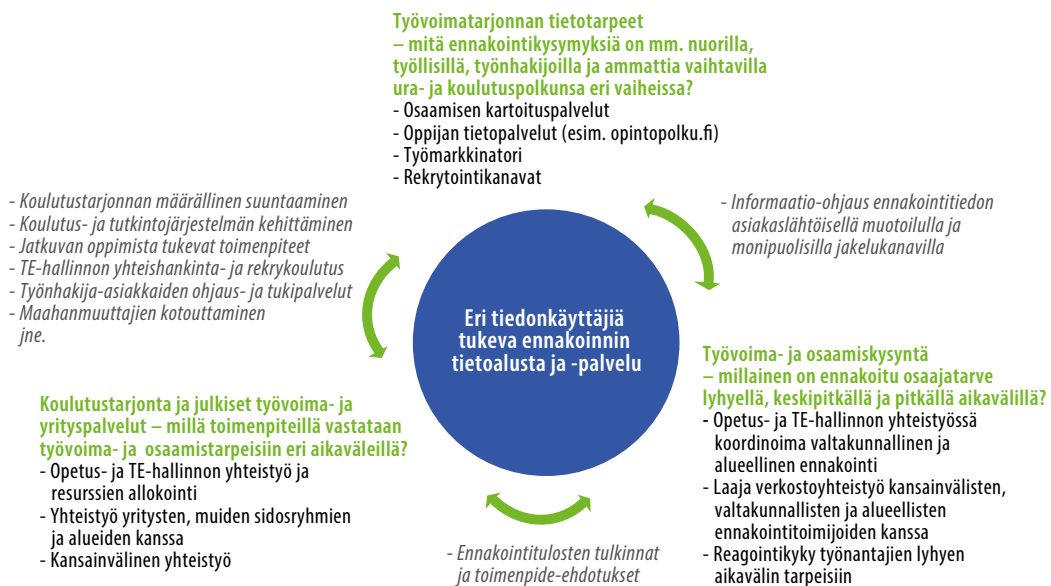 Työvoimatarjonnan tietotarpeet
– mitä ennakointikysymyksiä on mm. nuorilla,
työllisillä, työnhakijoilla ja ammattia vaihtavilla
ura- ja koulutuspolkunsa eri vaiheissa?
- Osaamisen kartoituspalvelut
- Oppijan tietopalvelut (esim. opintopolku.fi)
- Työmarkkinatori
- Rekrytointikanavat
- Koulutustarjonnan määrällinen suuntaaminen
- Koulutus- ja tutkintojärjestelmän kehittäminen
- Jatkuvan oppimista tukevat toimenpiteet
- TE-hallinnon yhteishankinta- ja rekrykoulutus
- Työnhakija-asiakkaiden ohjaus- ja tukipalvelut
- Maahanmuuttajien kotouttaminen
jne.
- Informaatio-ohjaus ennakointitiedon
asiakaslähtöisellä muotoilulla ja
monipuolisilla jakelukanavilla
Eri tiedonkäyttäjiä
tukeva ennakoinnin
tietoalusta ja -palvelu
Koulutustarjonta ja julkiset työvoima- ja
yrityspalvelut – millä toimenpiteillä vastataan
työvoima- ja osaamistarpeisiin eri aikaväleillä?
- Opetus- ja TE-hallinnon yhteistyö ja
resurssien allokointi
- Yhteistyö yritysten, muiden sidosryhmien
ja alueiden kanssa
- Kansainvälinen yhteistyö
Työvoima- ja osaamiskysyntä
– millainen on ennakoitu osaajatarve
lyhyellä, keskipitkällä ja pitkällä aikavälillä?
- Opetus- ja TE-hallinnon yhteistyössä
koordinoima valtakunnallinen ja
alueellinen ennakointi
- Laaja verkostoyhteistyö kansainvälisten,
valtakunnallisten ja alueellisten
ennakointitoimijoiden kanssa
- Reagointikyky työnantajien lyhyen
aikavälin tarpeisiin
- Ennakointitulosten tulkinnat
ja toimenpide-ehdotukset